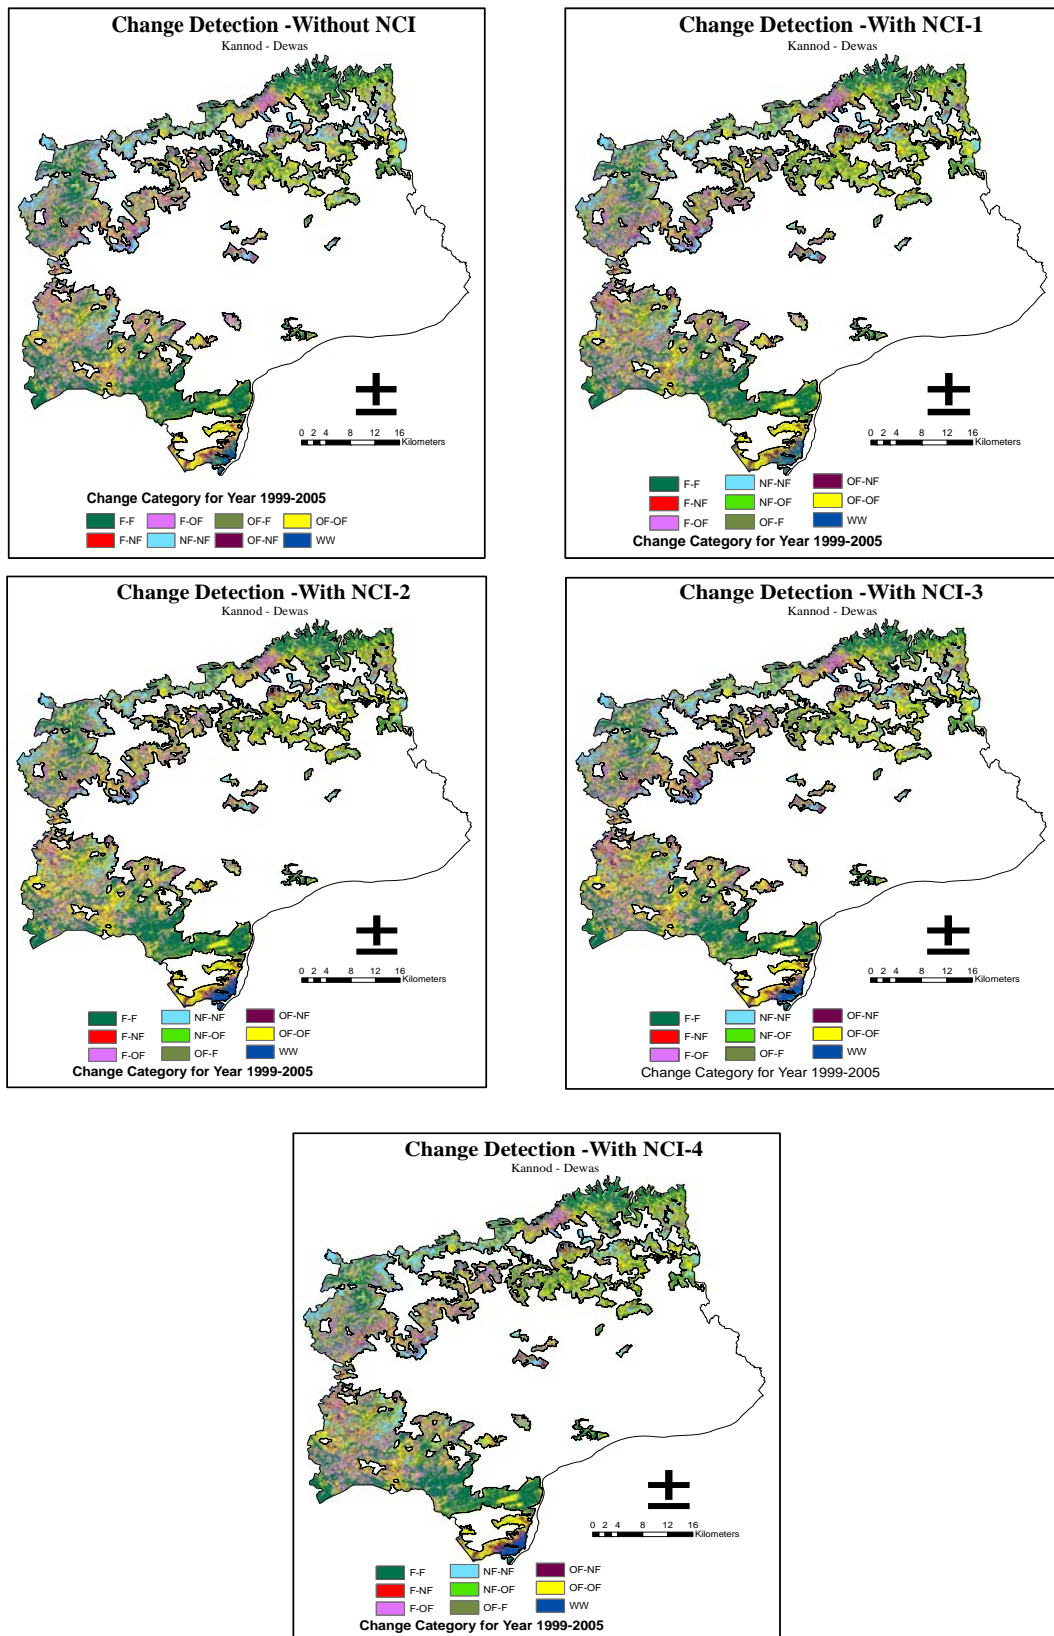 Change Detection -Without NCI
Kannod - Dewas
0 2 4 8 12 16
Kilometers
Change Category for Year 1999-2005
F-F F-OF OF-F OF-OF
F-NF NF-NF OF-NF WW
Change Detection -With NCI-1
Kannod - Dewas
0 2 4 8 12 16
Kilometers
F-F NF-NF OF-NF
F-NF NF-OF OF-OF
F-OF OF-F WW
Change Category for Year 1999-2005
Change Detection -With NCI-2
Kannod - Dewas
0 2 4 8 12 16
Kilometers
F-F NF-NF OF-NF
F-NF NF-OF OF-OF
F-OF OF-F WW
Change Category for Year 1999-2005
Change Detection -With NCI-3
Kannod - Dewas
0 2 4 8 12 16
Kilometers
F-F NF-NF OF-NF
F-NF NF-OF OF-OF
F-OF OF-F WW
Change Category for Year 1999-2005
Change Detection -With NCI-4
Kannod - Dewas
0 2 4 8 12 16
Kilometers
F-F NF-NF OF-NF
F-NF NF-OF OF-OF
F-OF OF-F WW
Change Category for Year 1999-2005